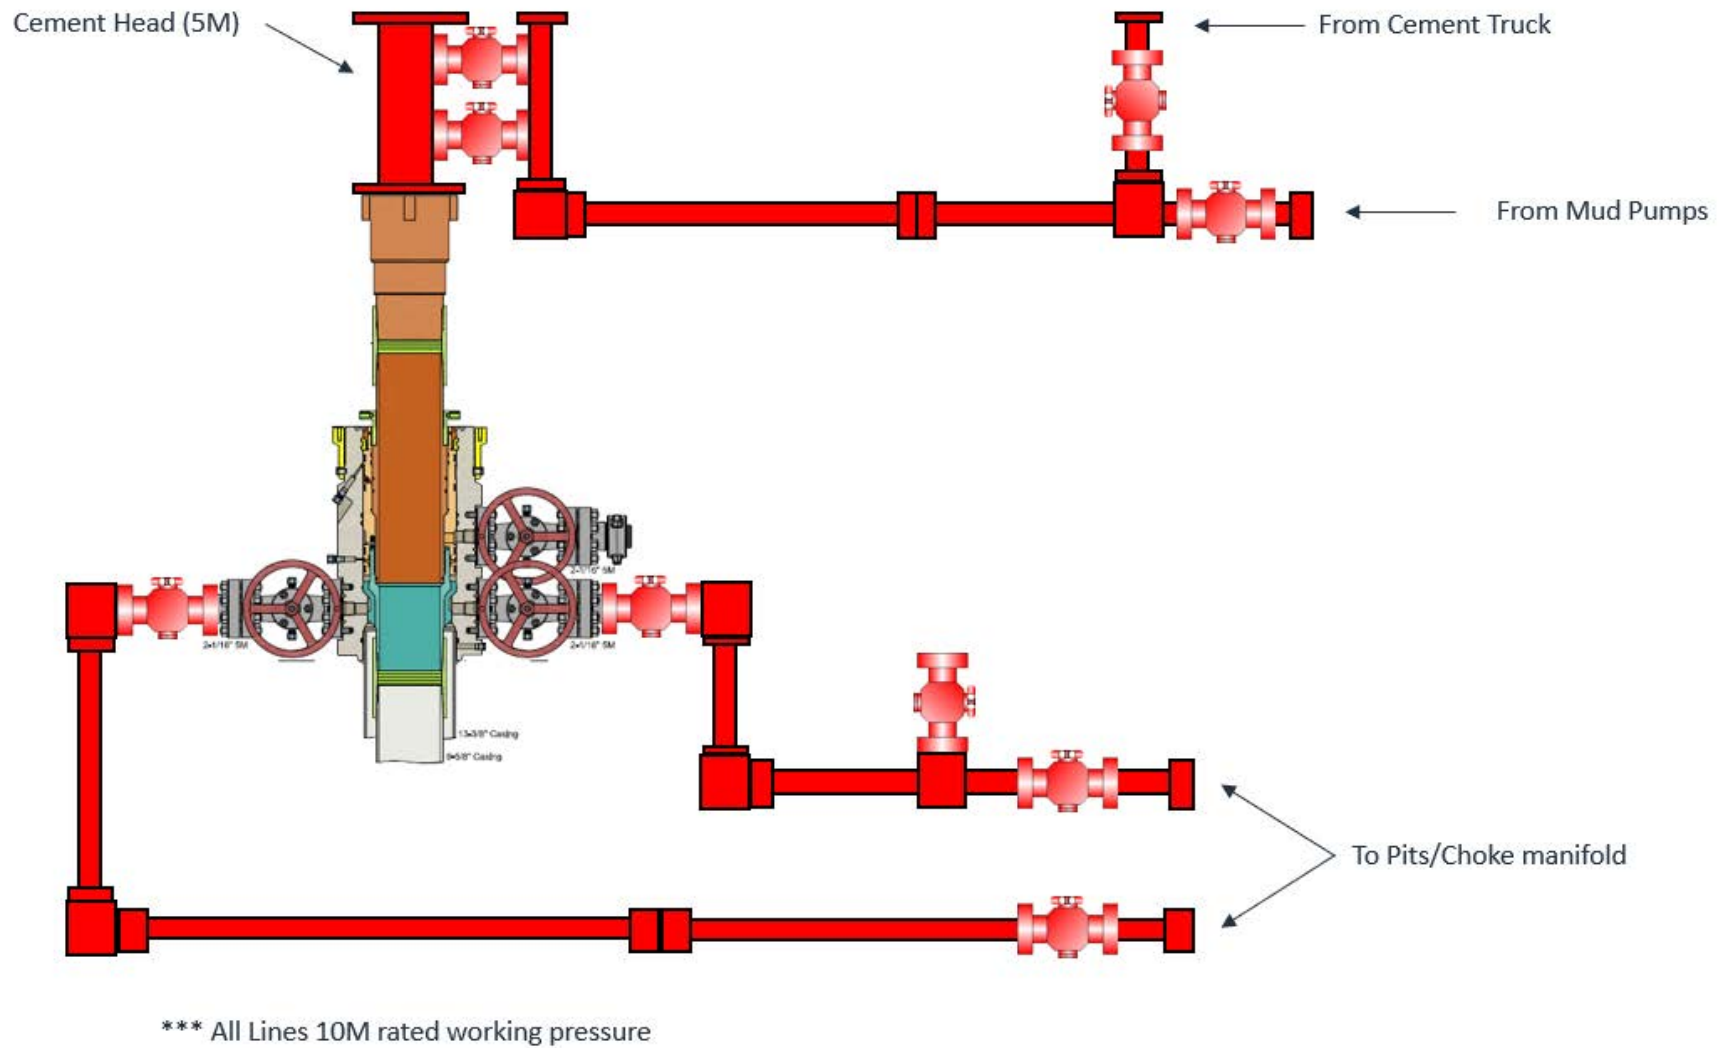 Cement Head (5M)
From Cement Truck
From Mud Pumps
2-1/16" 5M
2-1/16" 5M
2-1/16" 5M
13-3/8" Casing
9-5/8" Casing
To Pits/Choke manifold
*** All Lines 10M rated working pressure